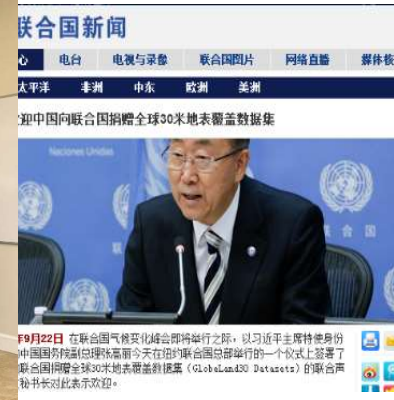 联合国新闻
心 电台 电视与录像 联合国图片 网络直播 媒体核
太平洋 非洲 中东 欧洲 美洲
迎中国向联合国捐赠全球30米地表覆盖数据集
Naciones Unidas
合 国
年9月22日 在联合国气候变化峰会即将举行之际，以习近平主席特使身份
中国国务院副总理张高丽今天在纽约联合国总部举行的一个仪式上签署了
联合国捐赠全球30米地表覆盖数据集（GlobeLand30 Datasets）的联合声
秘书长对此表示欢迎。